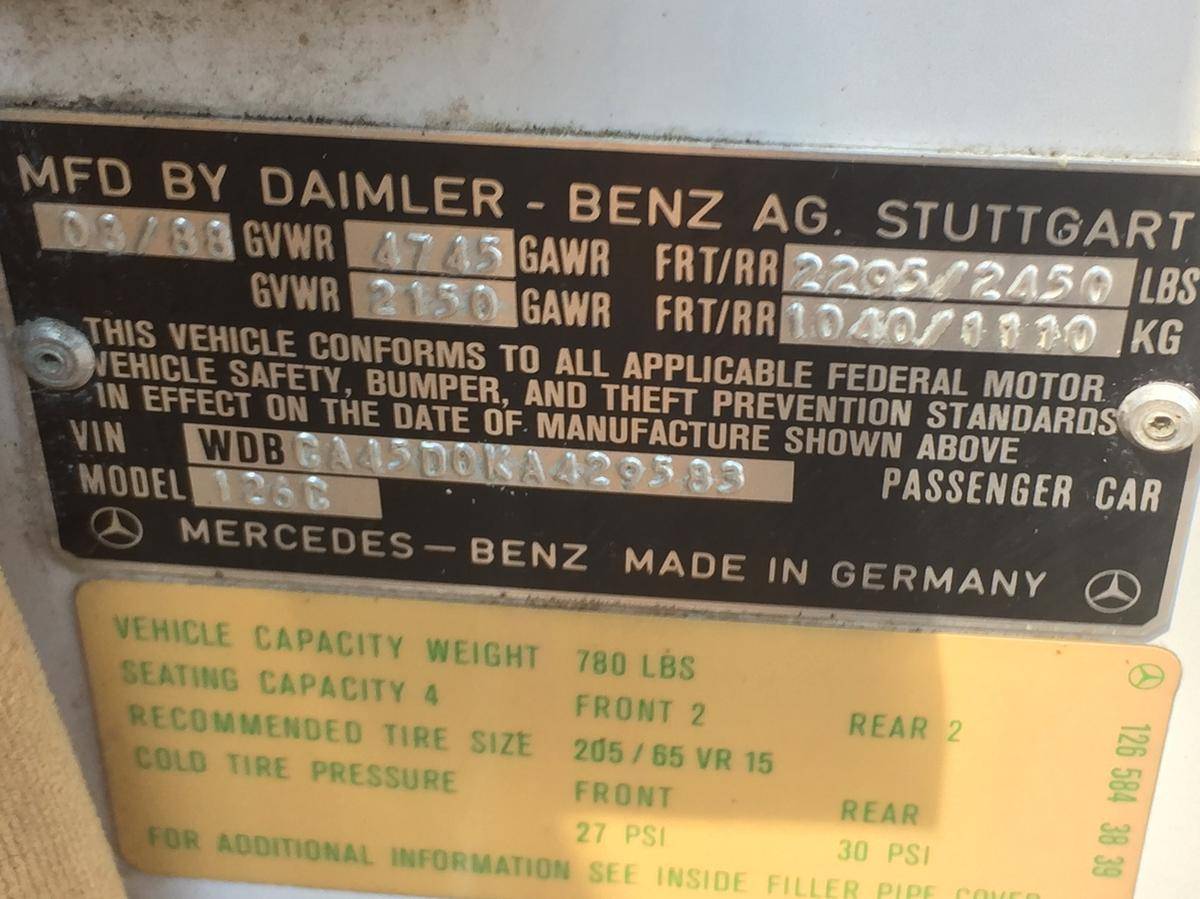 MFD BY DAIMLER - BENZ AG. STUTTGART
08/88 GVWR 4745 GAWR FRT/RR 2295/2450 LBS
GVWR 2150 GAWR FRT/RR 1040/1110 KG
THIS VEHICLE CONFORMS TO ALL APPLICABLE FEDERAL MOTOR
VEHICLE SAFETY, BUMPER, AND THEFT PREVENTION STANDARDS
IN EFFECT ON THE DATE OF MANUFACTURE SHOWN ABOVE
VIN WDBCA45D0KA429583
PASSENGER CAR
MODEL 126C
MERCEDES - BENZ MADE IN GERMANY
VEHICLE CAPACITY WEIGHT 780 LBS
SEATING CAPACITY 4 FRONT 2 REAR 2
RECOMMENDED TIRE SIZE 205/65 VR 15
COLD TIRE PRESSURE FRONT REAR
27 PSI 30 PSI
FOR ADDITIONAL INFORMATION SEE INSIDE FILLER PIPE COVER
126 584 38 39